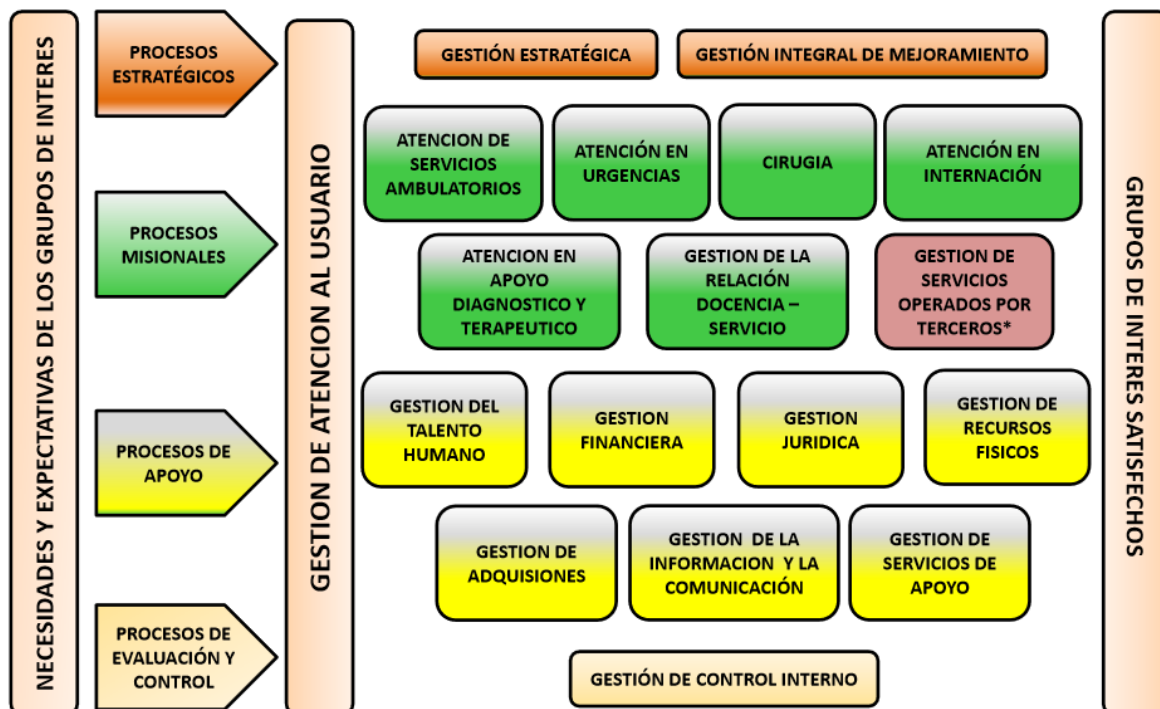 NECESIDADES Y EXPECTATIVAS DE LOS GRUPOS DE INTERES
PROCESOS
ESTRATÉGICOS
PROCESOS
MISIONALES
PROCESOS DE
APOYO
PROCESOS DE
EVALUACIÓN Y
CONTROL
GESTION DE ATENCION AL USUARIO
GESTIÓN ESTRATÉGICA
GESTIÓN INTEGRAL DE MEJORAMIENTO
ATENCION DE
SERVICIOS
AMBULATORIOS
ATENCIÓN EN
URGENCIAS
CIRUGIA
ATENCIÓN EN
INTERNACIÓN
ATENCION EN
APOYO
DIAGNOSTICO Y
TERAPEUTICO
GESTION DE LA
RELACIÓN
DOCENCIA –
SERVICIO
GESTION DE
SERVICIOS
OPERADOS POR
TERCEROS*
GESTION DEL
TALENTO
HUMANO
GESTION
FINANCIERA
GESTION
JURIDICA
GESTION DE
RECURSOS
FISICOS
GESTION DE
ADQUISIONES
GESTION DE LA
INFORMACION Y LA
COMUNICACIÓN
GESTION DE
SERVICIOS DE
APOYO
GESTIÓN DE CONTROL INTERNO
GRUPOS DE INTERES SATISFECHOS